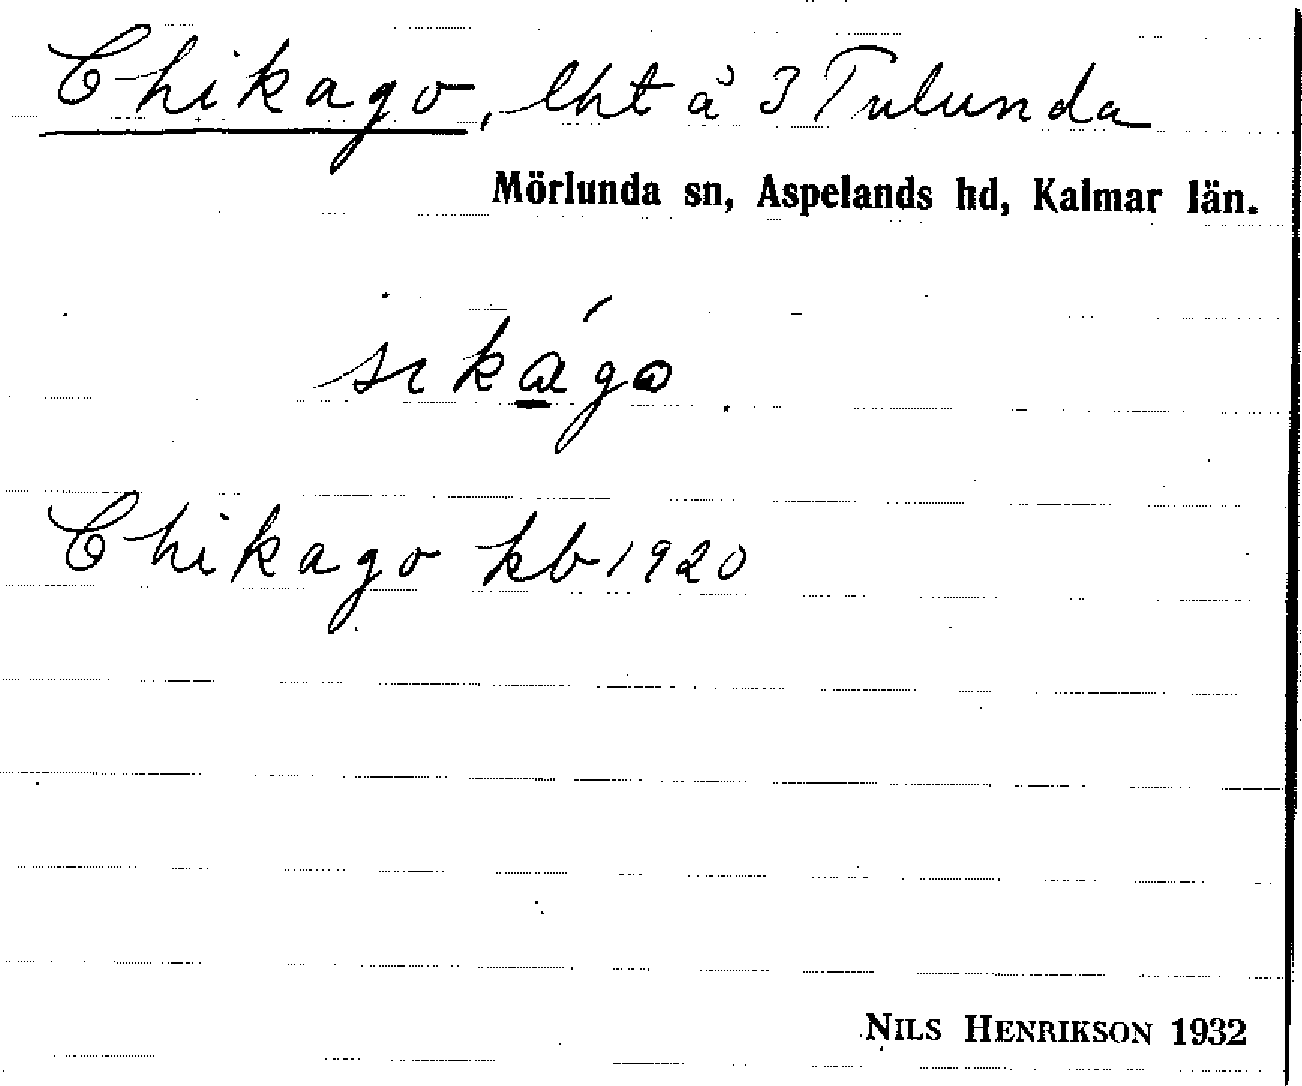 Chikago, lht å 3 Tulunda
Mörlunda sn, Aspelands hd, Kalmar län.
sikágo
Chikago kb 1920
NILS HENRIKSON 1932